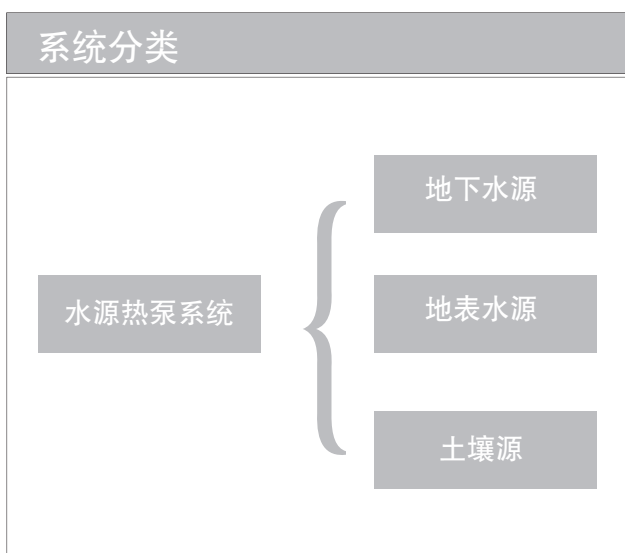 系统分类
地下水源
水源热泵系统
地表水源
土壤源